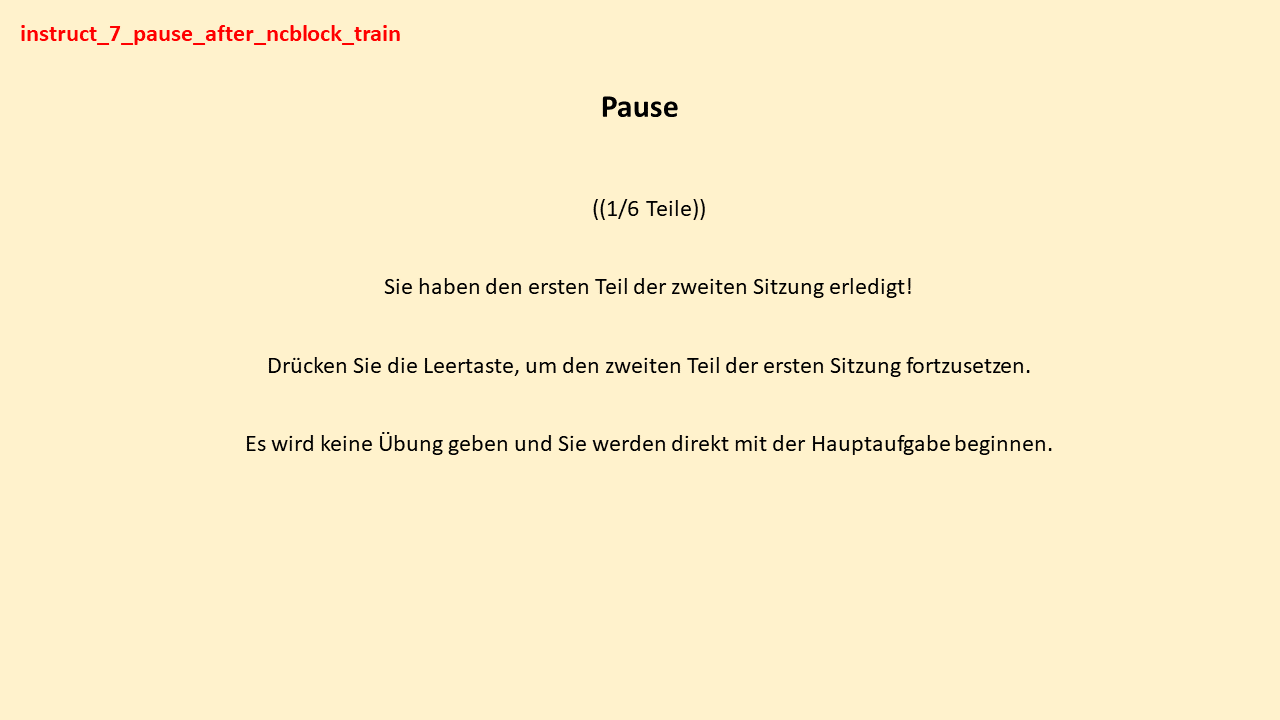 instruct_7_pause_after_ncblock_train
Pause
((1/6 Teile))
Sie haben den ersten Teil der zweiten Sitzung erledigt!
Drücken Sie die Leertaste, um den zweiten Teil der ersten Sitzung fortzusetzen.
Es wird keine Übung geben und Sie werden direkt mit der Hauptaufgabe beginnen.